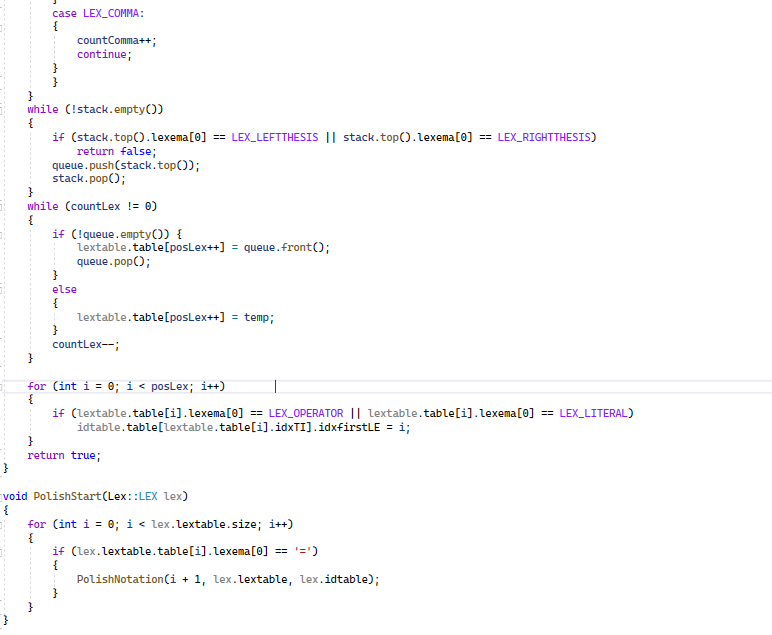 }
case LEX_COMMA:
{
countComma++;
continue;
}
}
}
while (!stack.empty())
{
if (stack.top().lexema[0] == LEX_LEFTTHESIS || stack.top().lexema[0] == LEX_RIGHTTHESIS)
return false;
queue.push(stack.top());
stack.pop();
}
while (countLex != 0)
{
if (!queue.empty()) {
lextable.table[posLex++] = queue.front();
queue.pop();
}
else
{
lextable.table[posLex++] = temp;
}
countLex--;
}
for (int i = 0; i < posLex; i++)
{
if (lextable.table[i].lexema[0] == LEX_OPERATOR || lextable.table[i].lexema[0] == LEX_LITERAL)
idtable.table[lextable.table[i].idxTI].idxfirstLE = i;
}
return true;
}
void PolishStart(Lex::LEX lex)
{
for (int i = 0; i < lex.lextable.size; i++)
{
if (lex.lextable.table[i].lexema[0] == '=')
{
PolishNotation(i + 1, lex.lextable, lex.idtable);
}
}
}